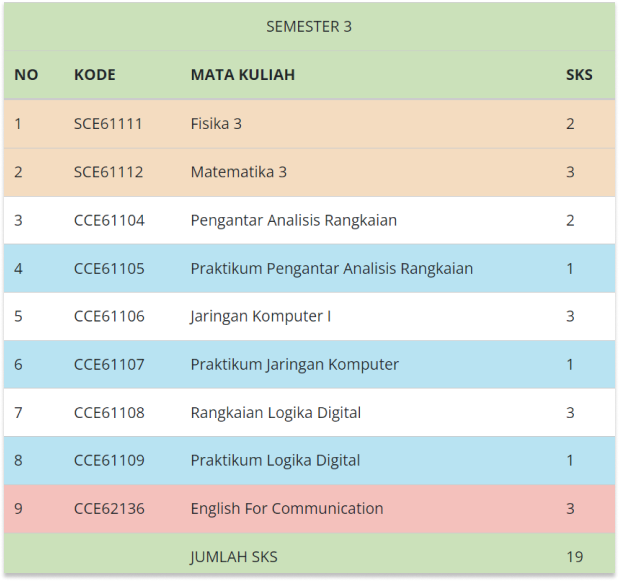 SEMESTER 3
NO KODE MATA KULIAH SKS
1 SCE61111 Fisika 3 2
2 SCE61112 Matematika 3 3
3 CCE61104 Pengantar Analisis Rangkaian 2
4 CCE61105 Praktikum Pengantar Analisis Rangkaian 1
5 CCE61106 Jaringan Komputer I 3
6 CCE61107 Praktikum Jaringan Komputer 1
7 CCE61108 Rangkaian Logika Digital 3
8 CCE61109 Praktikum Logika Digital 1
9 CCE62136 English For Communication 3
JUMLAH SKS 19